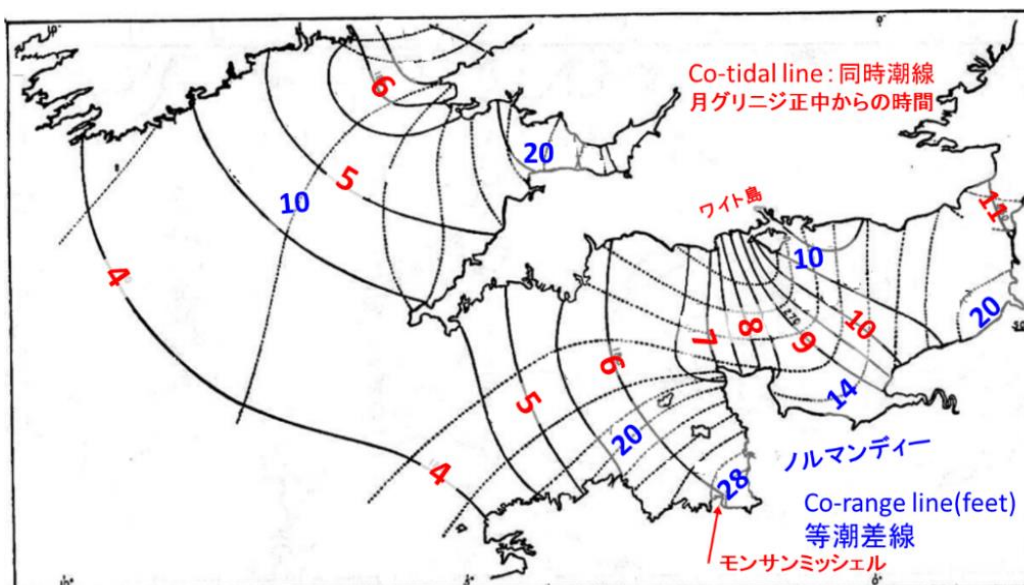 Co-tidal line : 同時潮線
月グリニジ正中からの時間
6
20
5
10
ワイト島
11
10
4
20
7
8
9
10
6
5
14
20
4
28
ノルマンディー
Co-range line(feet)
等潮差線
モンサンミッシェル